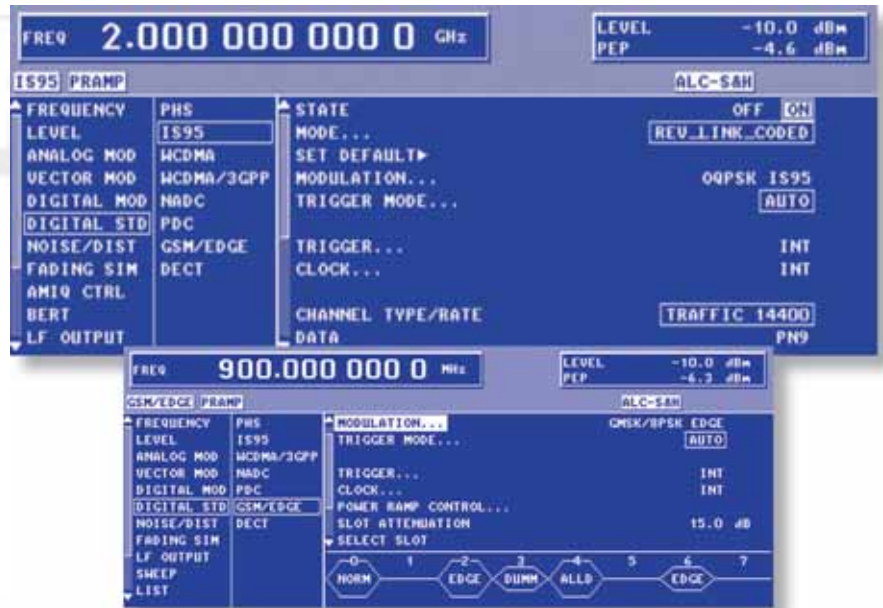 FREQ 2.000 000 000 0 GHz LEVEL -10.0 dBm
PEP -4.6 dBm
IS95 PRAMP ALC-S&H
FREQUENCY PHS STATE OFF ON
LEVEL IS95 MODE... REV_LINK_CODED
ANALOG MOD WCDMA SET DEFAULT▶
VECTOR MOD WCDMA/3GPP MODULATION... OQPSK IS95
DIGITAL MOD NADC TRIGGER MODE... AUTO
DIGITAL STD PDC
NOISE/DIST GSM/EDGE TRIGGER... INT
FADING SIM DECT CLOCK... INT
AMIQ CTRL
BERT CHANNEL TYPE/RATE TRAFFIC 14400
LF OUTPUT DATA PN9
FREQ 900.000 000 0 MHz LEVEL -10.0 dBm
PEP -6.3 dBm
GSM/EDGE PRAMP ALC-S&H
FREQUENCY PHS MODULATION... GMSK/8PSK EDGE
LEVEL IS95 TRIGGER MODE... AUTO
ANALOG MOD WCDMA/3GPP
VECTOR MOD NADC TRIGGER... INT
DIGITAL MOD PDC CLOCK... INT
DIGITAL STD GSM/EDGE POWER RAMP CONTROL...
NOISE/DIST DECT SLOT ATTENUATION 15.0 dB
FADING SIM SELECT SLOT
LF OUTPUT 0 1 2 3 4 5 6 7
SWEEP NORM EDGE DUMM ALLD EDGE
LIST